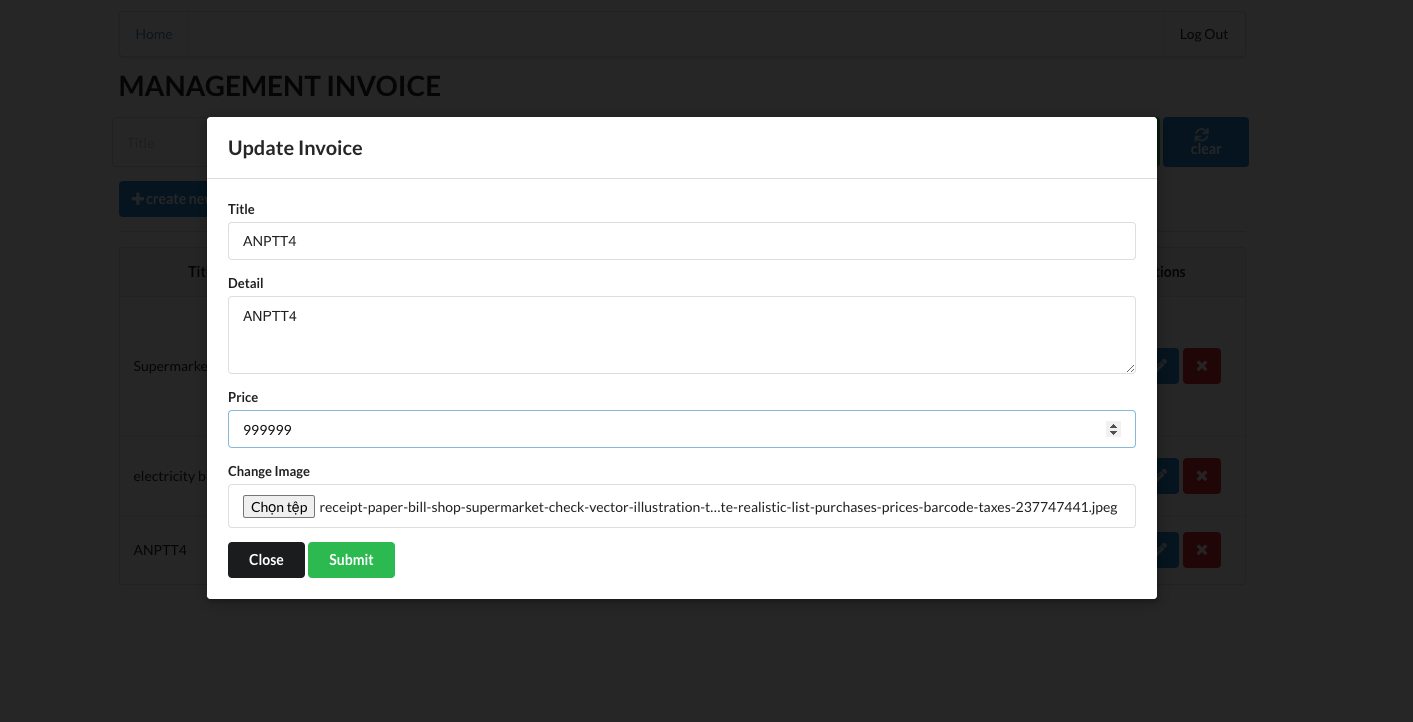 Home
Log Out
MANAGEMENT INVOICE
Title
clear
create ne
Update Invoice
Title
ANPTT4
Detail
ANPTT4
Price
999999
Change Image
Chọn tệp receipt-paper-bill-shop-supermarket-check-vector-illustration-t...te-realistic-list-purchases-prices-barcode-taxes-237747441.jpeg
Close Submit
Tit
tions
Supermarke
electricity b
ANPTT4